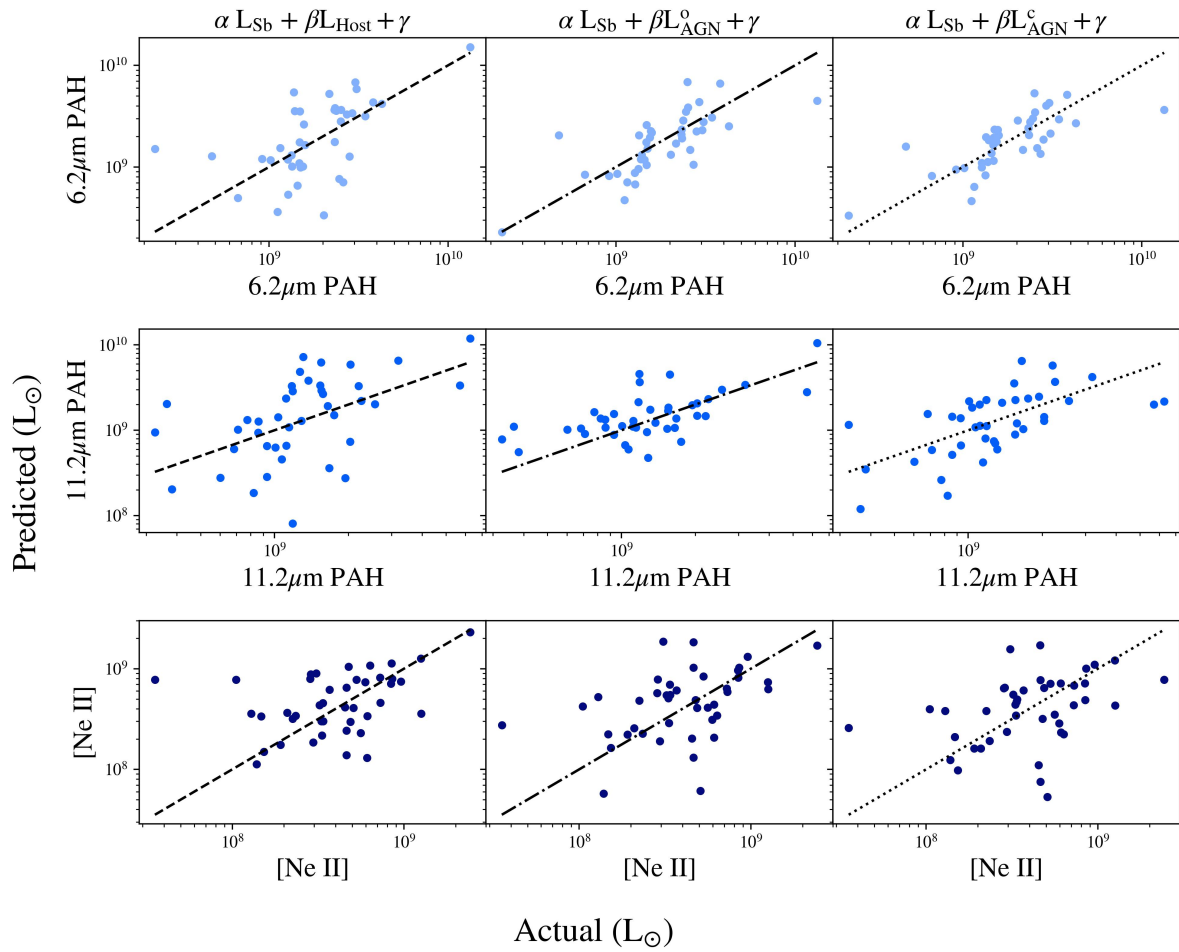 α L_Sb + βL_Host + γ
α L_Sb + βL^o_AGN + γ
α L_Sb + βL^c_AGN + γ
10^10
10^9
6.2μm PAH
10^9 10^10
10^9 10^10
10^9 10^10
6.2μm PAH
6.2μm PAH
6.2μm PAH
10^10
10^9
10^8
11.2μm PAH
10^9
10^9
10^9
11.2μm PAH
11.2μm PAH
11.2μm PAH
Predicted (L_⊙)
10^9
10^8
[Ne II]
10^8 10^9
10^8 10^9
10^8 10^9
[Ne II]
[Ne II]
[Ne II]
Actual (L_⊙)